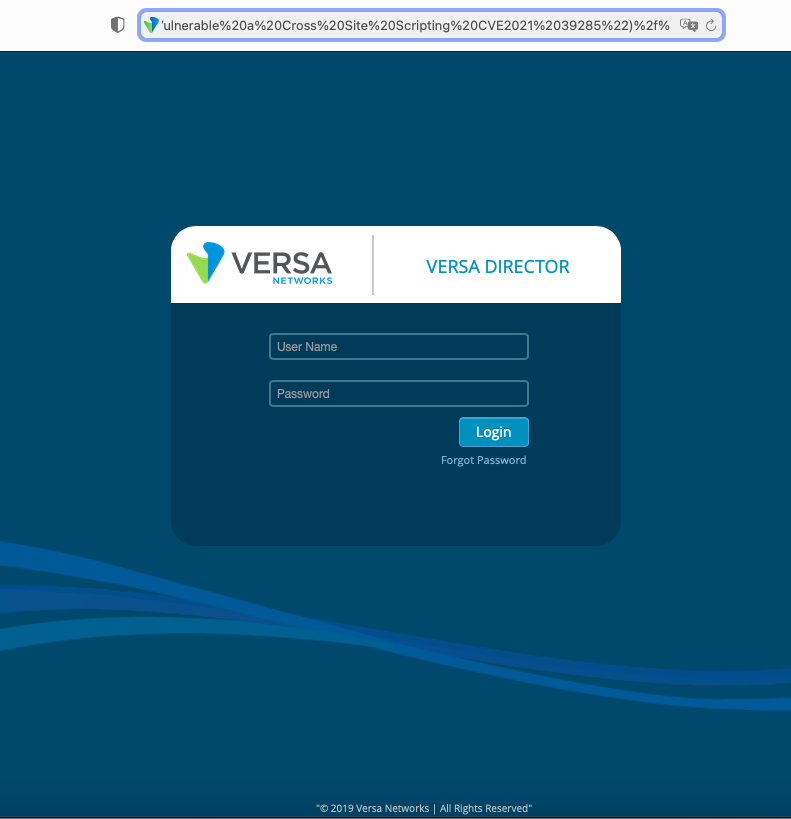 'ulnerable%20a%20Cross%20Site%20Scripting%20CVE2021%2039285%22)%2f%
VERSA
NETWORKS
VERSA DIRECTOR
User Name
Password
Login
Forgot Password
"© 2019 Versa Networks | All Rights Reserved"